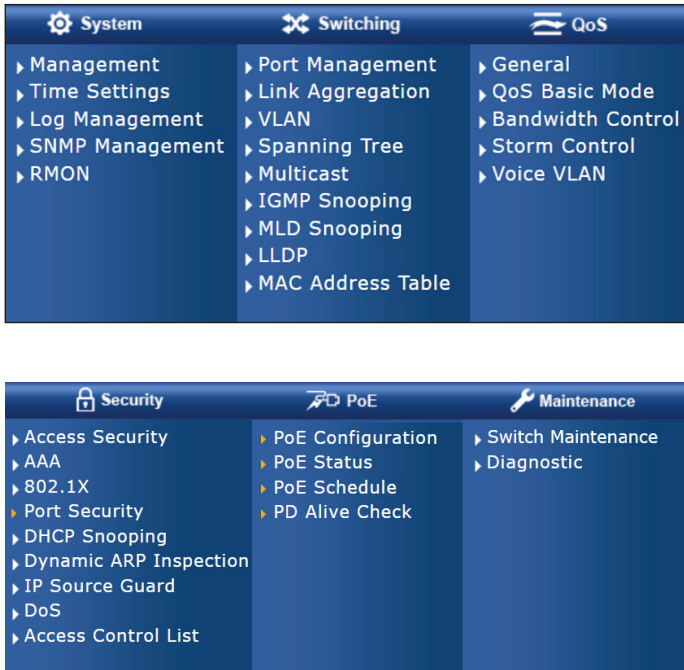 System
Management
Time Settings
Log Management
SNMP Management
RMON
Switching
Port Management
Link Aggregation
VLAN
Spanning Tree
Multicast
IGMP Snooping
MLD Snooping
LLDP
MAC Address Table
QoS
General
QoS Basic Mode
Bandwidth Control
Storm Control
Voice VLAN
Security
Access Security
AAA
802.1X
Port Security
DHCP Snooping
Dynamic ARP Inspection
IP Source Guard
DoS
Access Control List
PoE
PoE Configuration
PoE Status
PoE Schedule
PD Alive Check
Maintenance
Switch Maintenance
Diagnostic